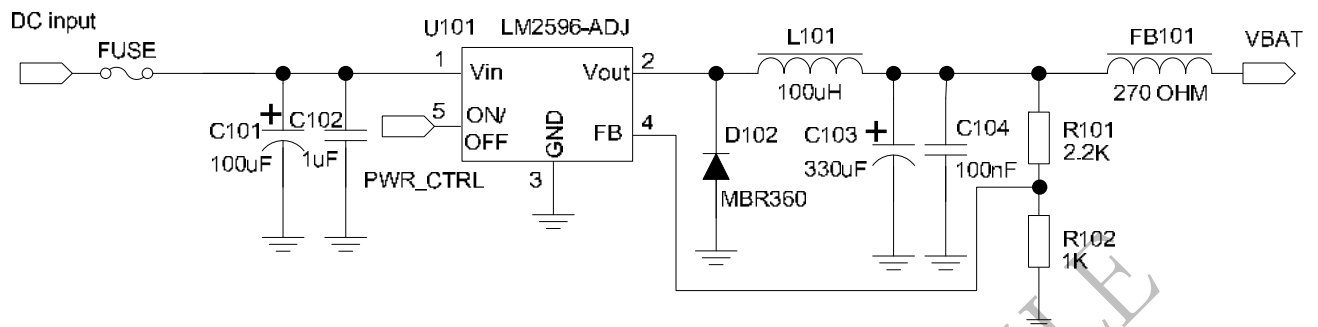 DC input
FUSE
U101 LM2596-ADJ
L101
100uH
FB101
270 OHM
VBAT
1
Vin
Vout
2
5
ON/
OFF
GND
FB
4
3
PWR_CTRL
C101
100uF
+
C102
1uF
D102
MBR360
C103
330uF
+
C104
100nF
R101
2.2K
R102
1K